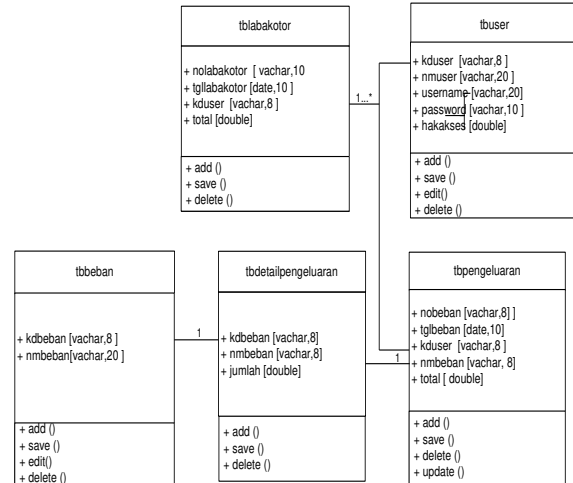 tblabakotor
+ nolabakotor [ vachar,10
+ tgllabakotor [date,10 ]
+ kduser [vachar,8 ]
+ total [double]
+ add ()
+ save ()
+ delete ()
tbuser
+ kduser [vachar,8 ]
+ nmuser [vachar,20 ]
+ username [vachar,20]
+ password [vachar,10 ]
+ hakakses [double]
+ add ()
+ save ()
+ edit()
+ delete ()
1...*
tbbeban
+ kdbeban [vachar,8 ]
+ nmbeban[vachar,20 ]
+ add ()
+ save ()
+ edit()
+ delete ()
1
tbdetailpengeluaran
+ kdbeban [vachar,8]
+ nmbeban [vachar,8]
+ jumlah [double]
+ add ()
+ save ()
+ delete ()
1
tbpengeluaran
+ nobeban [vachar,8] ]
+ tglbeban [date,10]
+ kduser [vachar,8 ]
+ nmbeban [vachar, 8]
+ total [ double]
+ add ()
+ save ()
+ delete ()
+ update ()